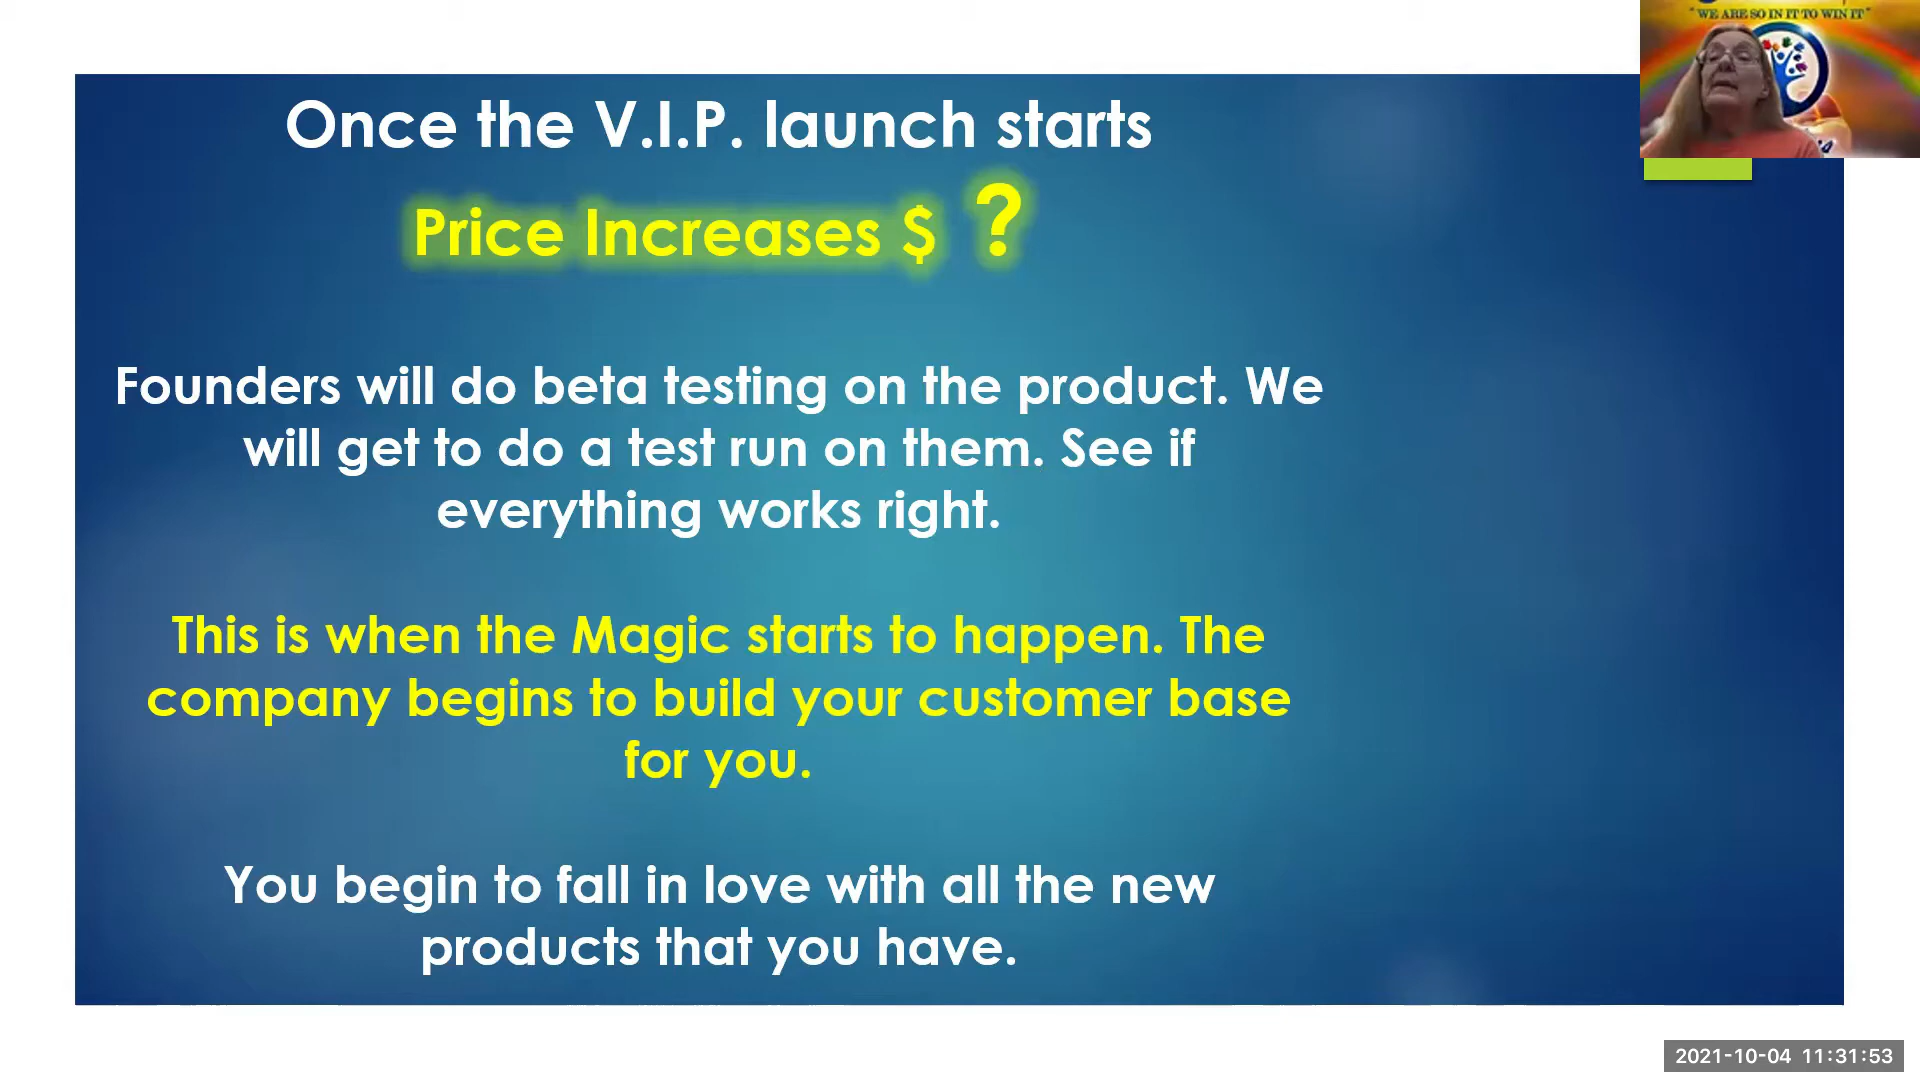 " WE ARE SO IN IT TO WIN IT "
Once the V.I.P. launch starts
Price Increases $ ?
Founders will do beta testing on the product. We
will get to do a test run on them. See if
everything works right.
This is when the Magic starts to happen. The
company begins to build your customer base
for you.
You begin to fall in love with all the new
products that you have.
2021-10-04 11:31:53